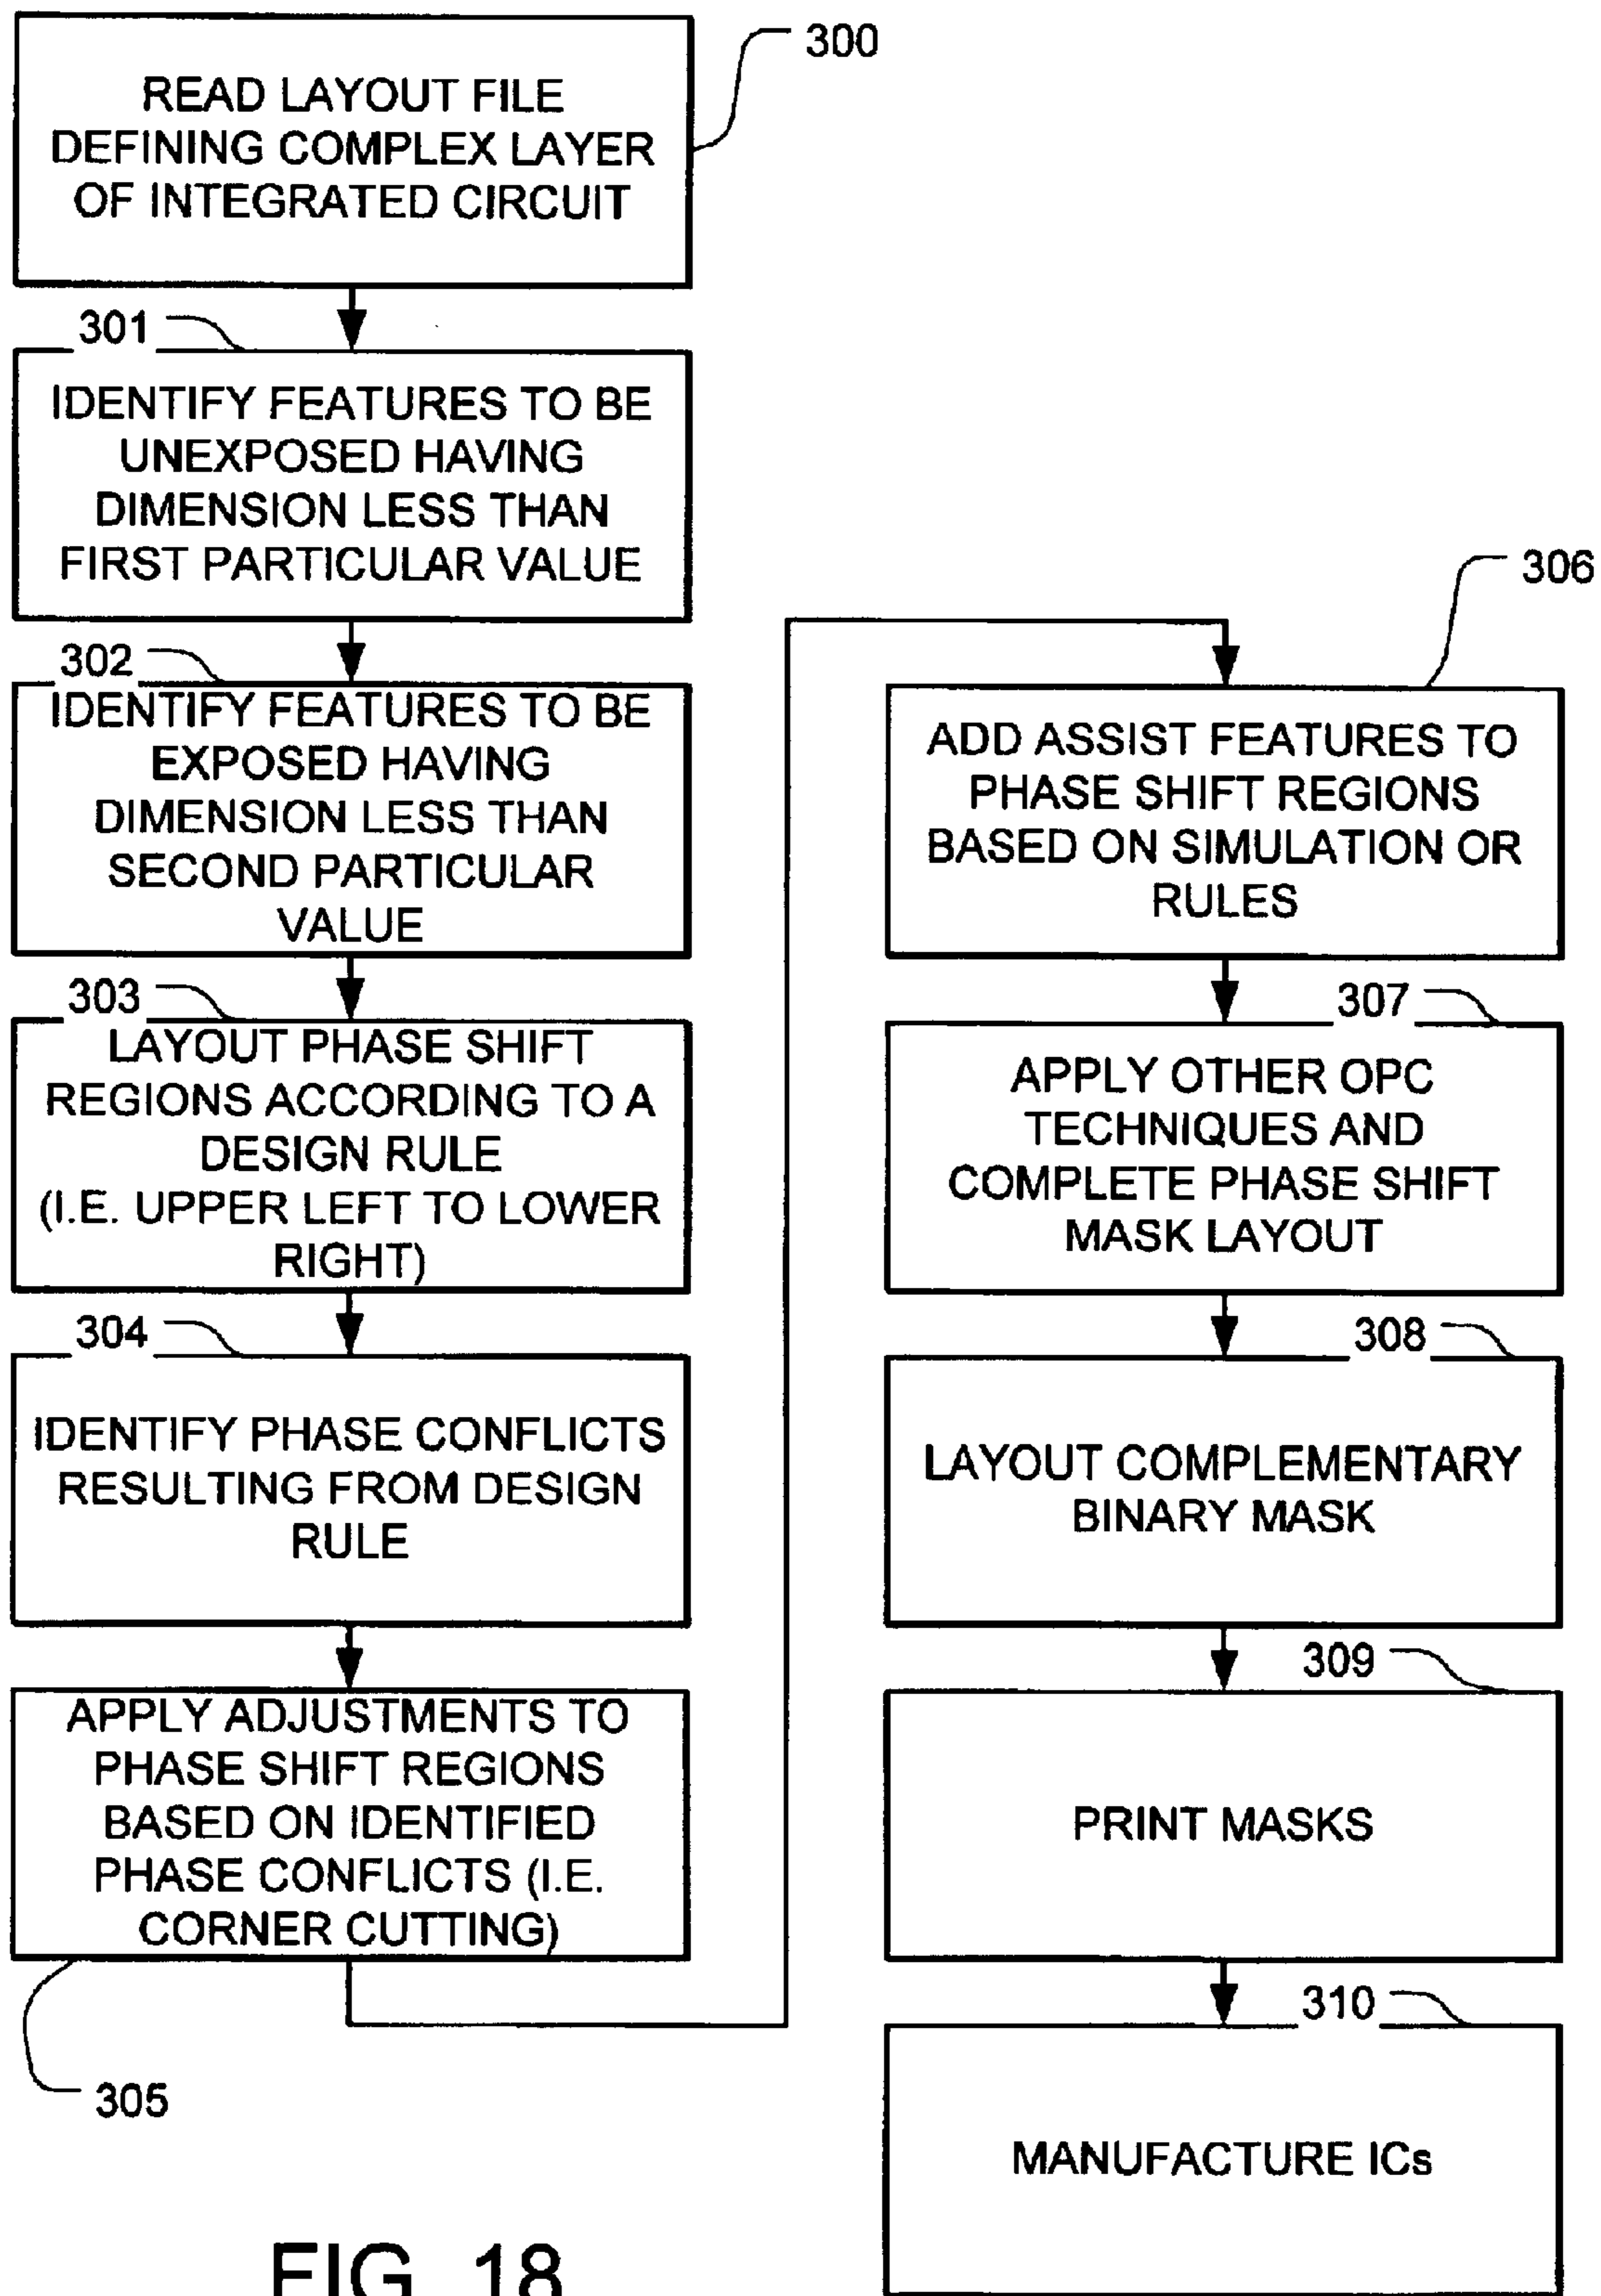 300
READ LAYOUT FILE
DEFINING COMPLEX LAYER
OF INTEGRATED CIRCUIT
301
IDENTIFY FEATURES TO BE
UNEXPOSED HAVING
DIMENSION LESS THAN
FIRST PARTICULAR VALUE
302
IDENTIFY FEATURES TO BE
EXPOSED HAVING
DIMENSION LESS THAN
SECOND PARTICULAR
VALUE
303
LAYOUT PHASE SHIFT
REGIONS ACCORDING TO A
DESIGN RULE
(I.E. UPPER LEFT TO LOWER
RIGHT)
304
IDENTIFY PHASE CONFLICTS
RESULTING FROM DESIGN
RULE
APPLY ADJUSTMENTS TO
PHASE SHIFT REGIONS
BASED ON IDENTIFIED
PHASE CONFLICTS (I.E.
CORNER CUTTING)
305
306
ADD ASSIST FEATURES TO
PHASE SHIFT REGIONS
BASED ON SIMULATION OR
RULES
307
APPLY OTHER OPC
TECHNIQUES AND
COMPLETE PHASE SHIFT
MASK LAYOUT
308
LAYOUT COMPLEMENTARY
BINARY MASK
309
PRINT MASKS
310
MANUFACTURE ICs
FIG. 18